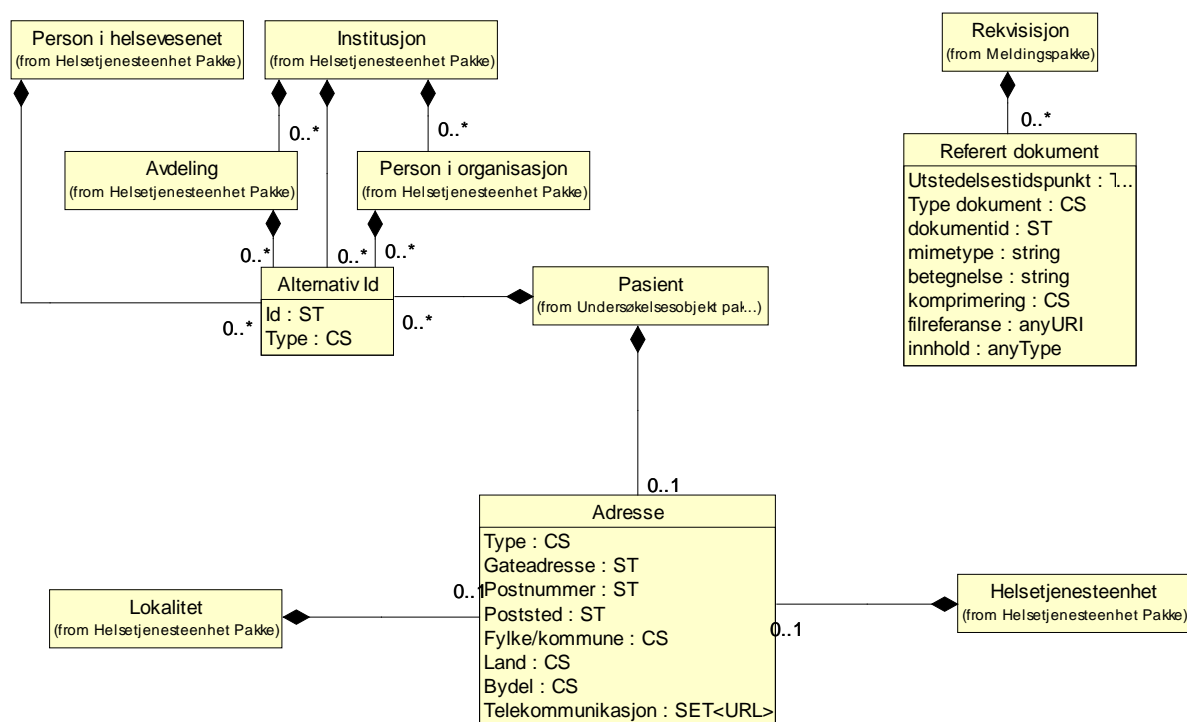 Person i helsevesenet
(from Helsetjenesteenhet Pakke)
Institusjon
(from Helsetjenesteenhet Pakke)
Rekvisisjon
(from Meldingspakke)
0..*
0..*
0..*
Avdeling
(from Helsetjenesteenhet Pakke)
Person i organisasjon
(from Helsetjenesteenhet Pakke)
Referert dokument
Utstedelsestidspunkt : T...
Type dokument : CS
dokumentid : ST
mimetype : string
betegnelse : string
komprimering : CS
filreferanse : anyURI
innhold : anyType
0..*
0..*
0..*
Alternativ Id
Id : ST
Type : CS
0..*
0..*
Pasient
(from Undersøkelsesobjekt pak...)
0..1
Adresse
Type : CS
Gateadresse : ST
Postnummer : ST
Poststed : ST
Fylke/kommune : CS
Land : CS
Bydel : CS
Telekommunikasjon : SET<URL>
0..1
Lokalitet
(from Helsetjenesteenhet Pakke)
0..1
Helsetjenesteenhet
(from Helsetjenesteenhet Pakke)